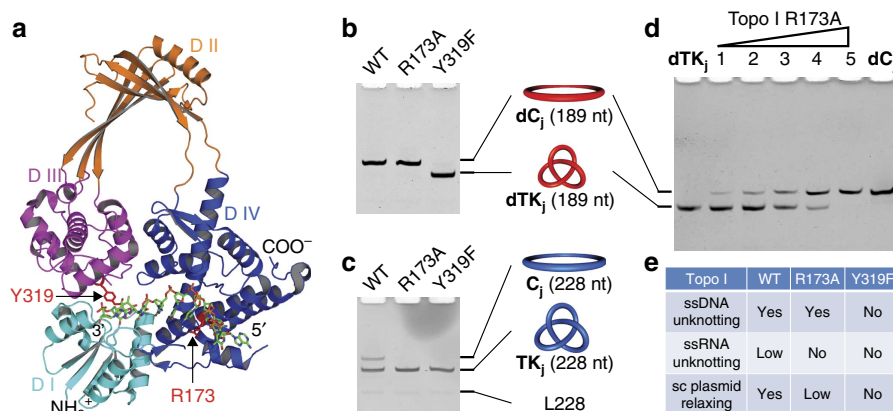 a
D II
D III
D IV
COO⁻
Y319
3′
5′
D I
R173
NH₃⁺
b
WT R173A Y319F
dCj (189 nt)
dTKj (189 nt)
c
WT R173A Y319F
Cj (228 nt)
TKj (228 nt)
L228
d
Topo I R173A
dTKj 1 2 3 4 5 dC
e
Topo I WT R173A Y319F
ssDNA unknotting Yes Yes No
ssRNA unknotting Low No No
sc plasmid relaxing Yes Low No